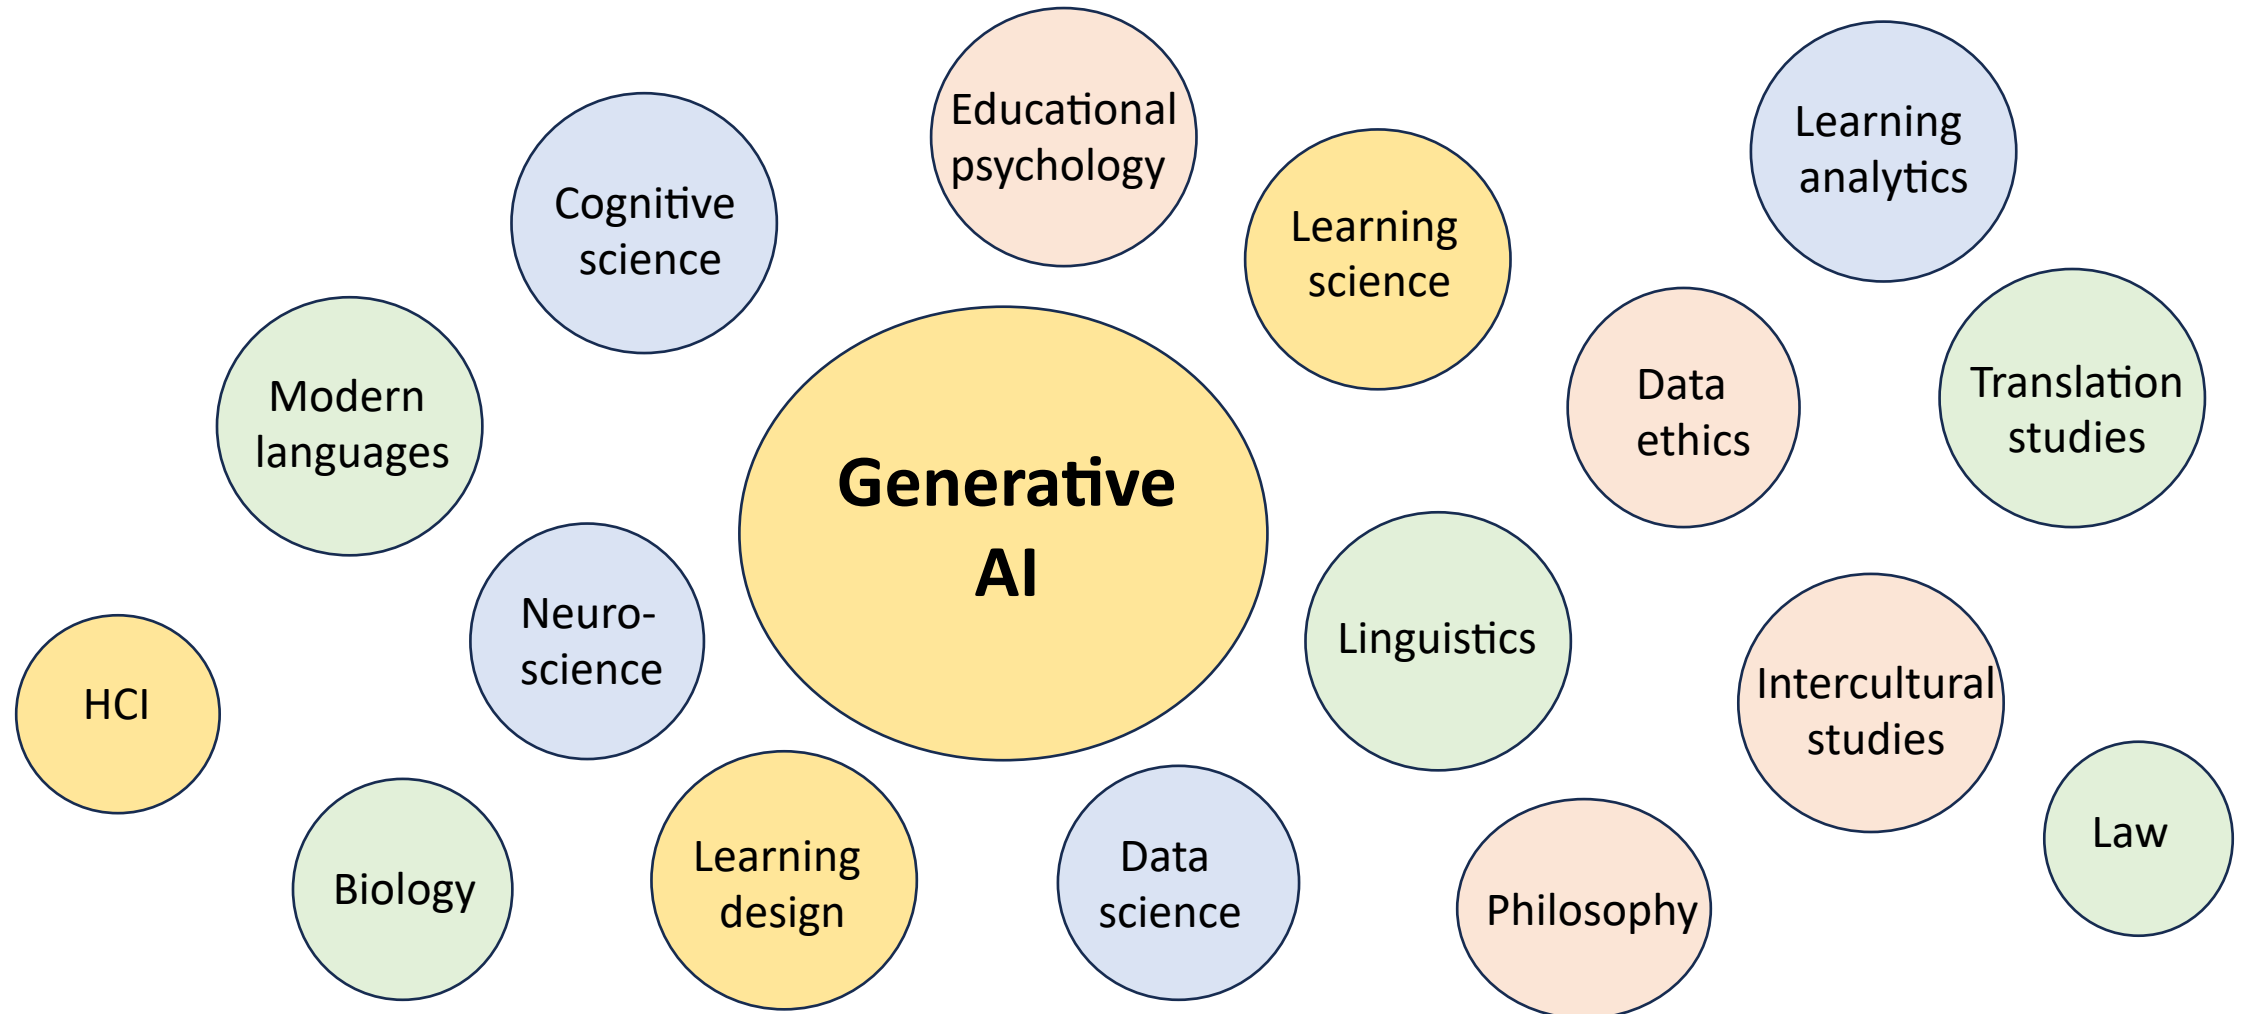 Educational
psychology
Learning
analytics
Cognitive
science
Learning
science
Modern
languages
Data
ethics
Translation
studies
Generative
AI
Neuro-
science
Linguistics
HCI
Intercultural
studies
Biology
Learning
design
Data
science
Philosophy
Law